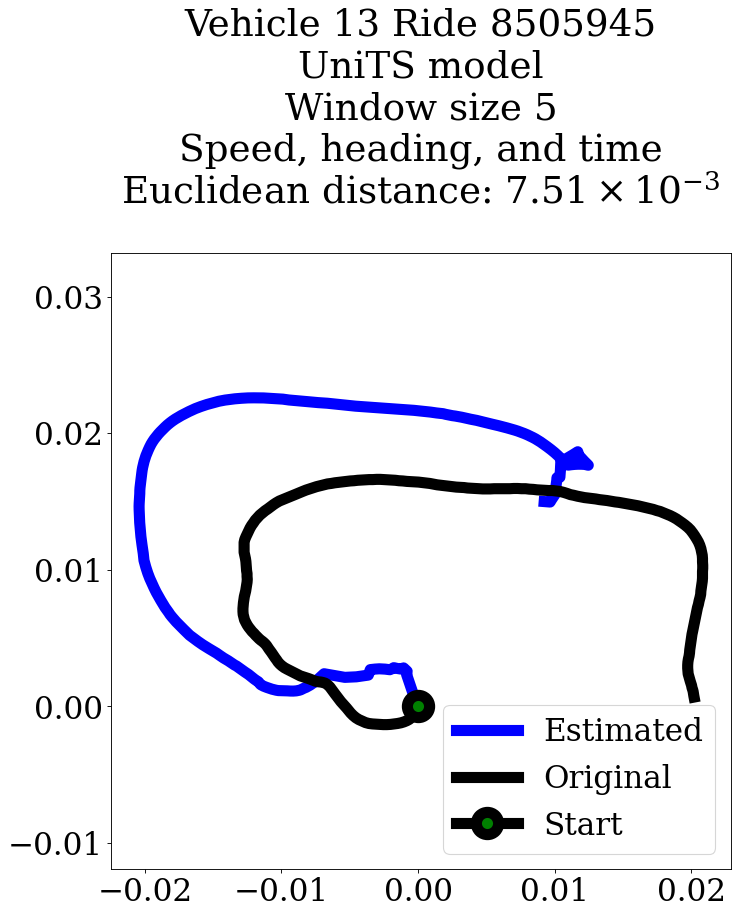 Vehicle 13 Ride 8505945
UniTS model
Window size 5
Speed, heading, and time
Euclidean distance: 7.51 × 10⁻³
0.03
0.02
0.01
0.00
−0.01
−0.02
−0.01
0.00
0.01
0.02
Estimated
Original
Start